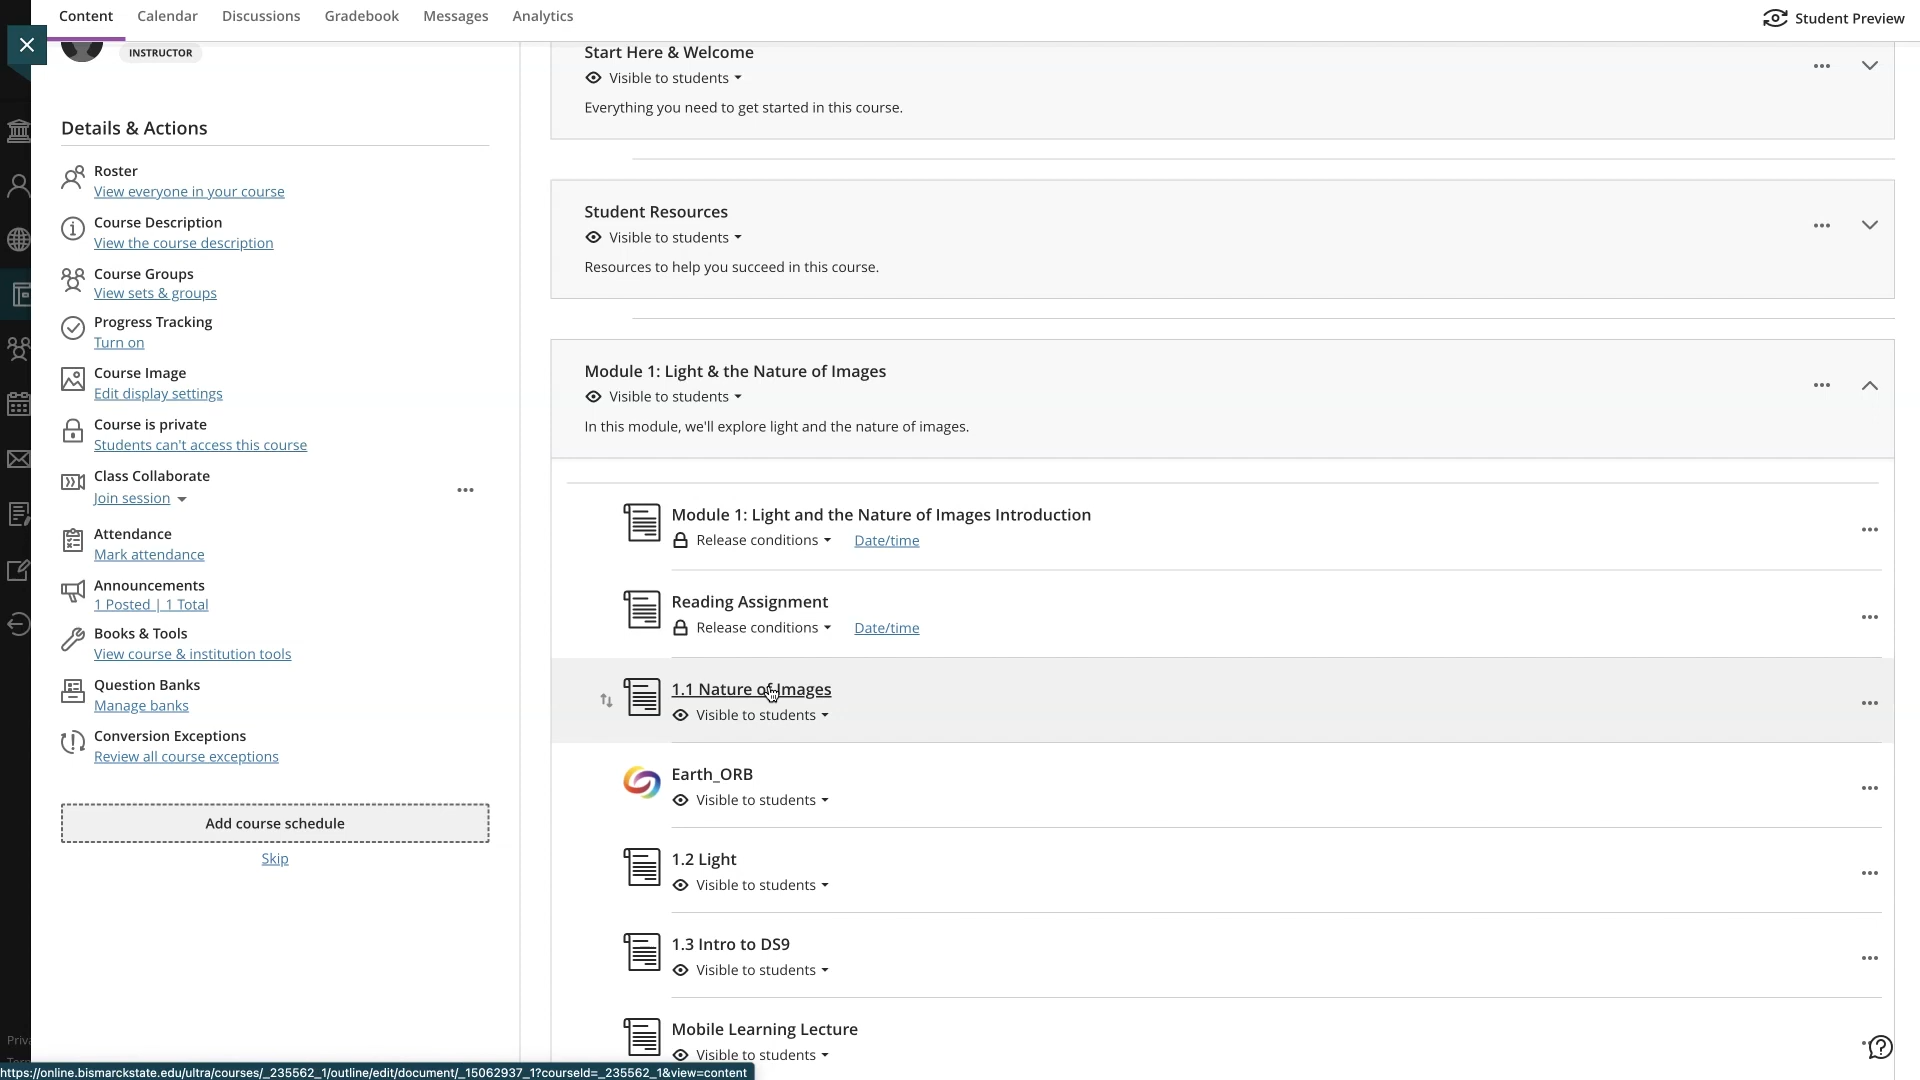 Content Calendar Discussions Gradebook Messages Analytics
Student Preview
INSTRUCTOR
Details & Actions
Roster
View everyone in your course
Course Description
View the course description
Course Groups
View sets & groups
Progress Tracking
Turn on
Course Image
Edit display settings
Course is private
Students can't access this course
Class Collaborate
Join session
Attendance
Mark attendance
Announcements
1 Posted | 1 Total
Books & Tools
View course & institution tools
Question Banks
Manage banks
Conversion Exceptions
Review all course exceptions
Add course schedule
Skip
Start Here & Welcome
Visible to students
Everything you need to get started in this course.
Student Resources
Visible to students
Resources to help you succeed in this course.
Module 1: Light & the Nature of Images
Visible to students
In this module, we'll explore light and the nature of images.
Module 1: Light and the Nature of Images Introduction
Release conditions Date/time
Reading Assignment
Release conditions Date/time
1.1 Nature of Images
Visible to students
Earth_ORB
Visible to students
1.2 Light
Visible to students
1.3 Intro to DS9
Visible to students
Mobile Learning Lecture
Visible to students
https://online.bismarckstate.edu/ultra/courses/_235562_1/outline/edit/document/_15062937_1?courseId=_235562_1&view=content